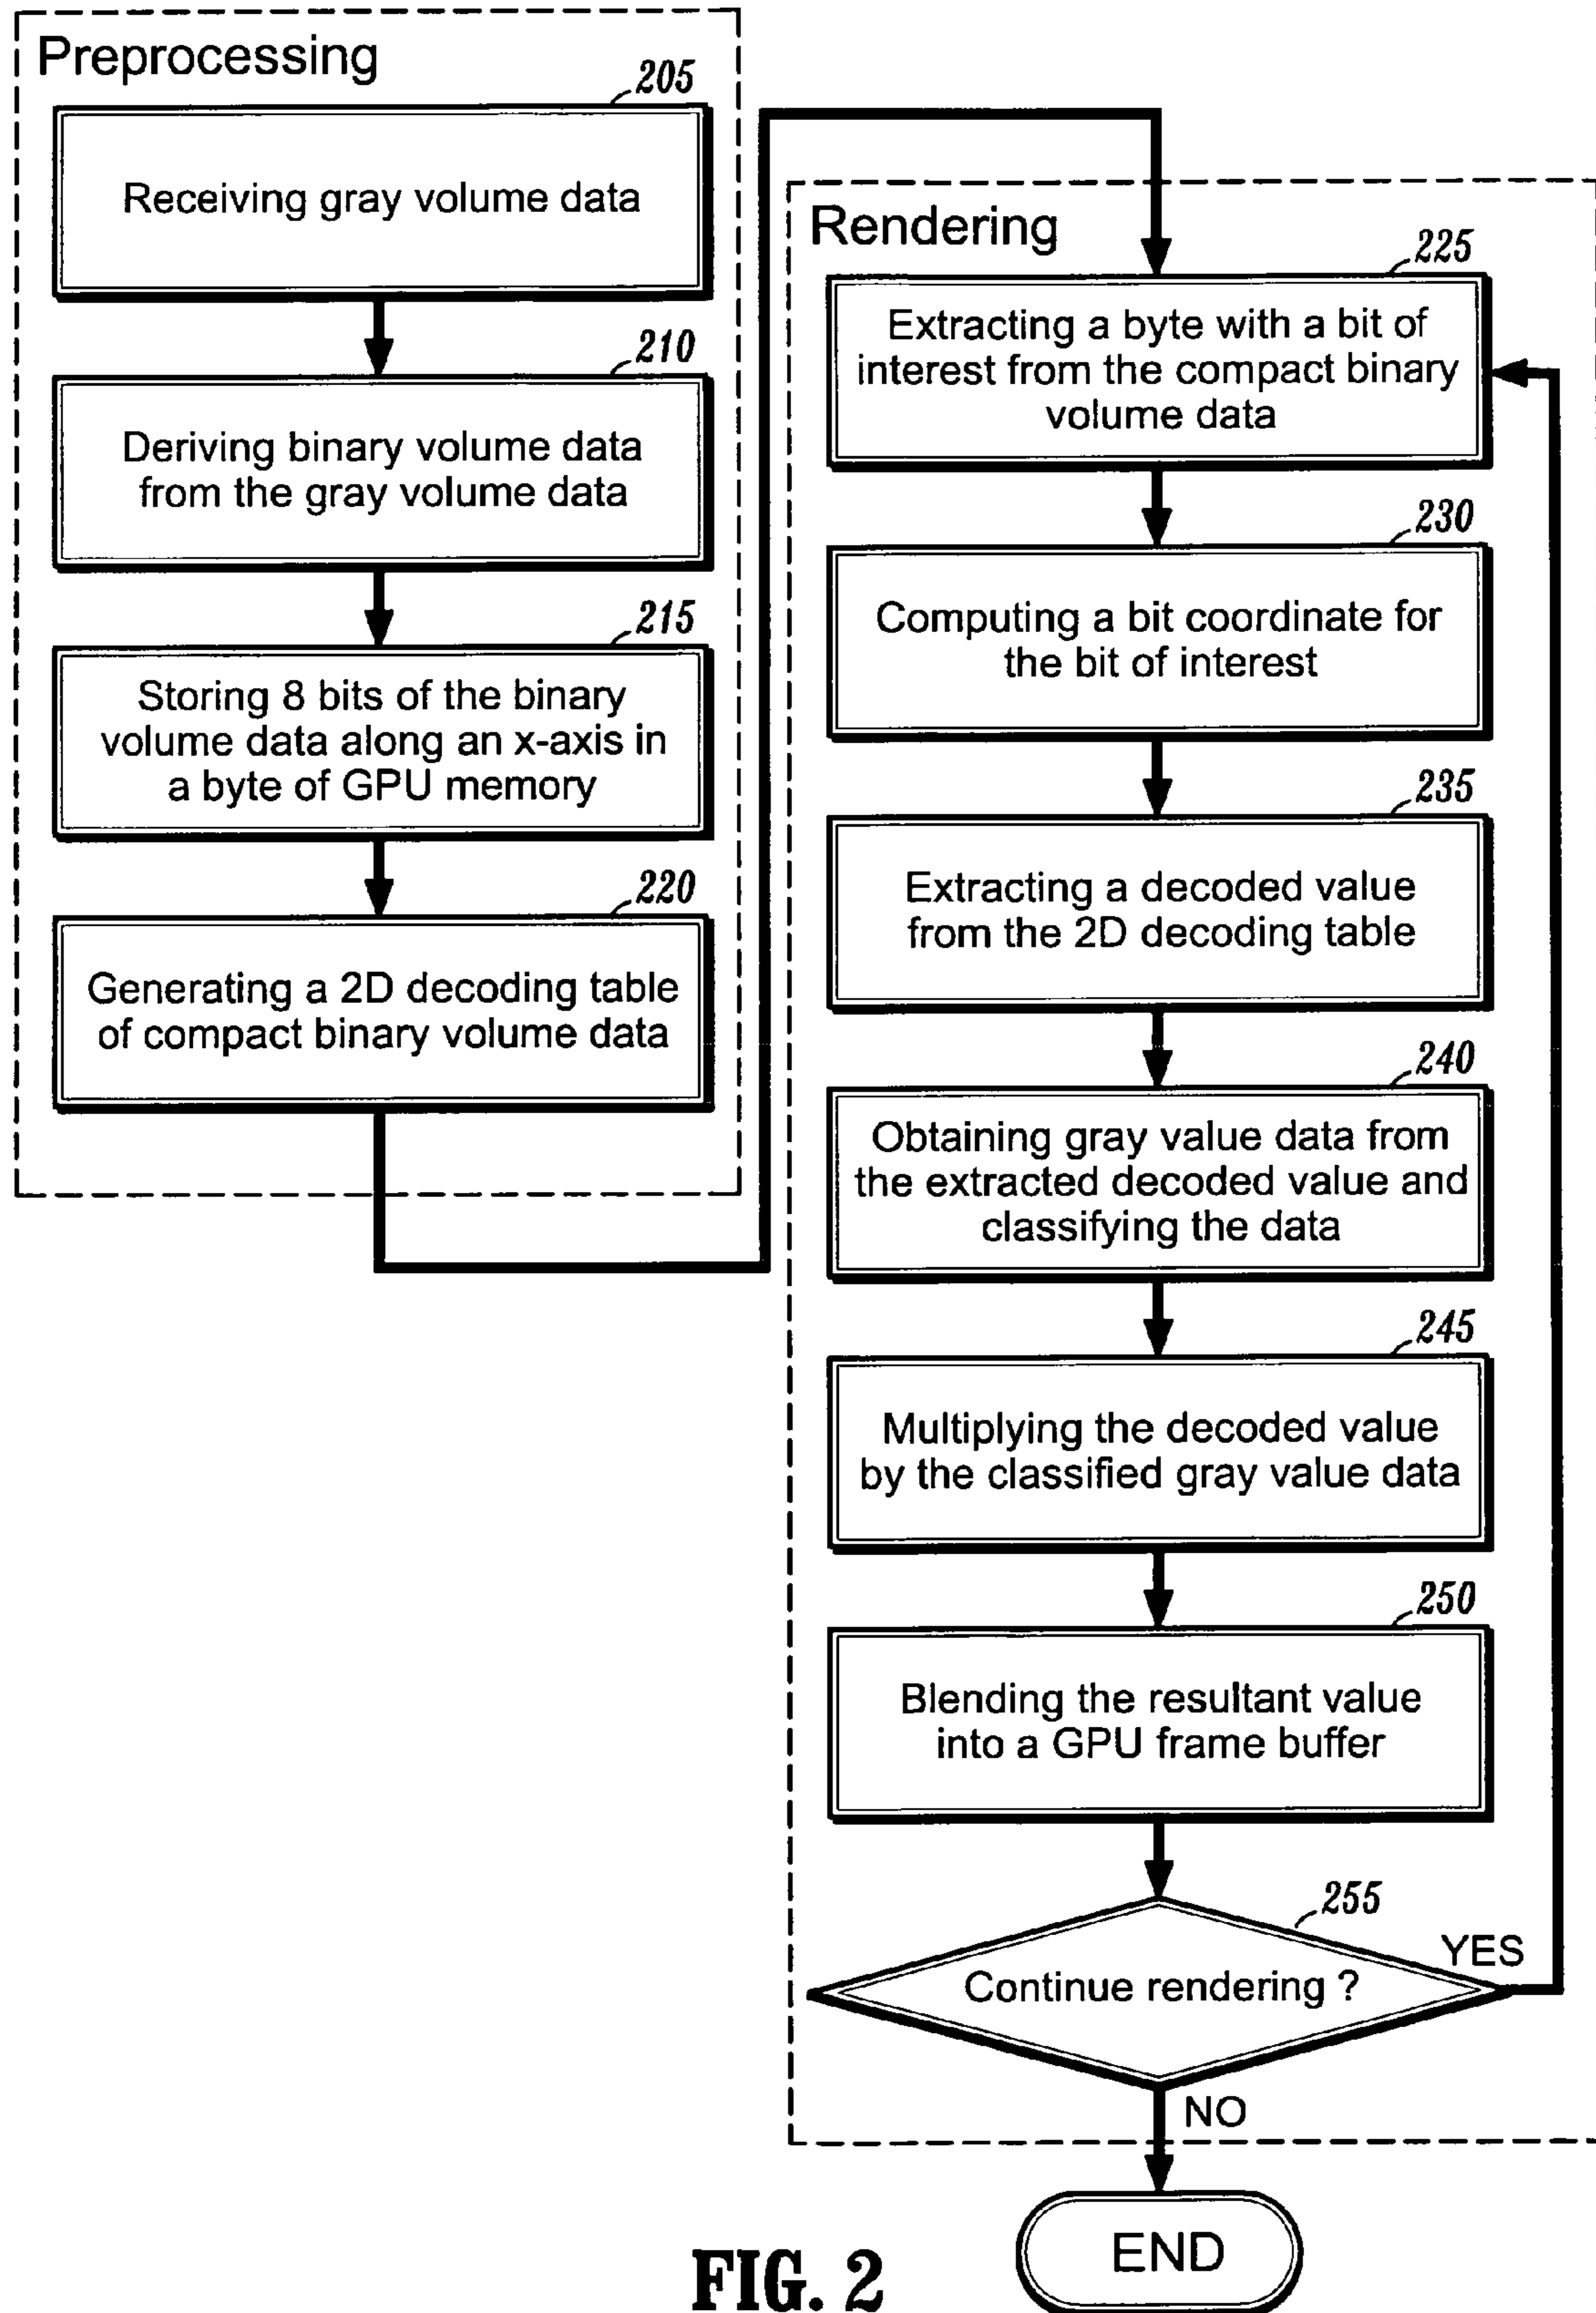 Preprocessing
205
Receiving gray volume data
210
Deriving binary volume data
from the gray volume data
215
Storing 8 bits of the binary
volume data along an x-axis in
a byte of GPU memory
220
Generating a 2D decoding table
of compact binary volume data
Rendering
225
Extracting a byte with a bit of
interest from the compact binary
volume data
230
Computing a bit coordinate for
the bit of interest
235
Extracting a decoded value
from the 2D decoding table
240
Obtaining gray value data from
the extracted decoded value and
classifying the data
245
Multiplying the decoded value
by the classified gray value data
250
Blending the resultant value
into a GPU frame buffer
255
Continue rendering ?
YES
NO
END
FIG. 2